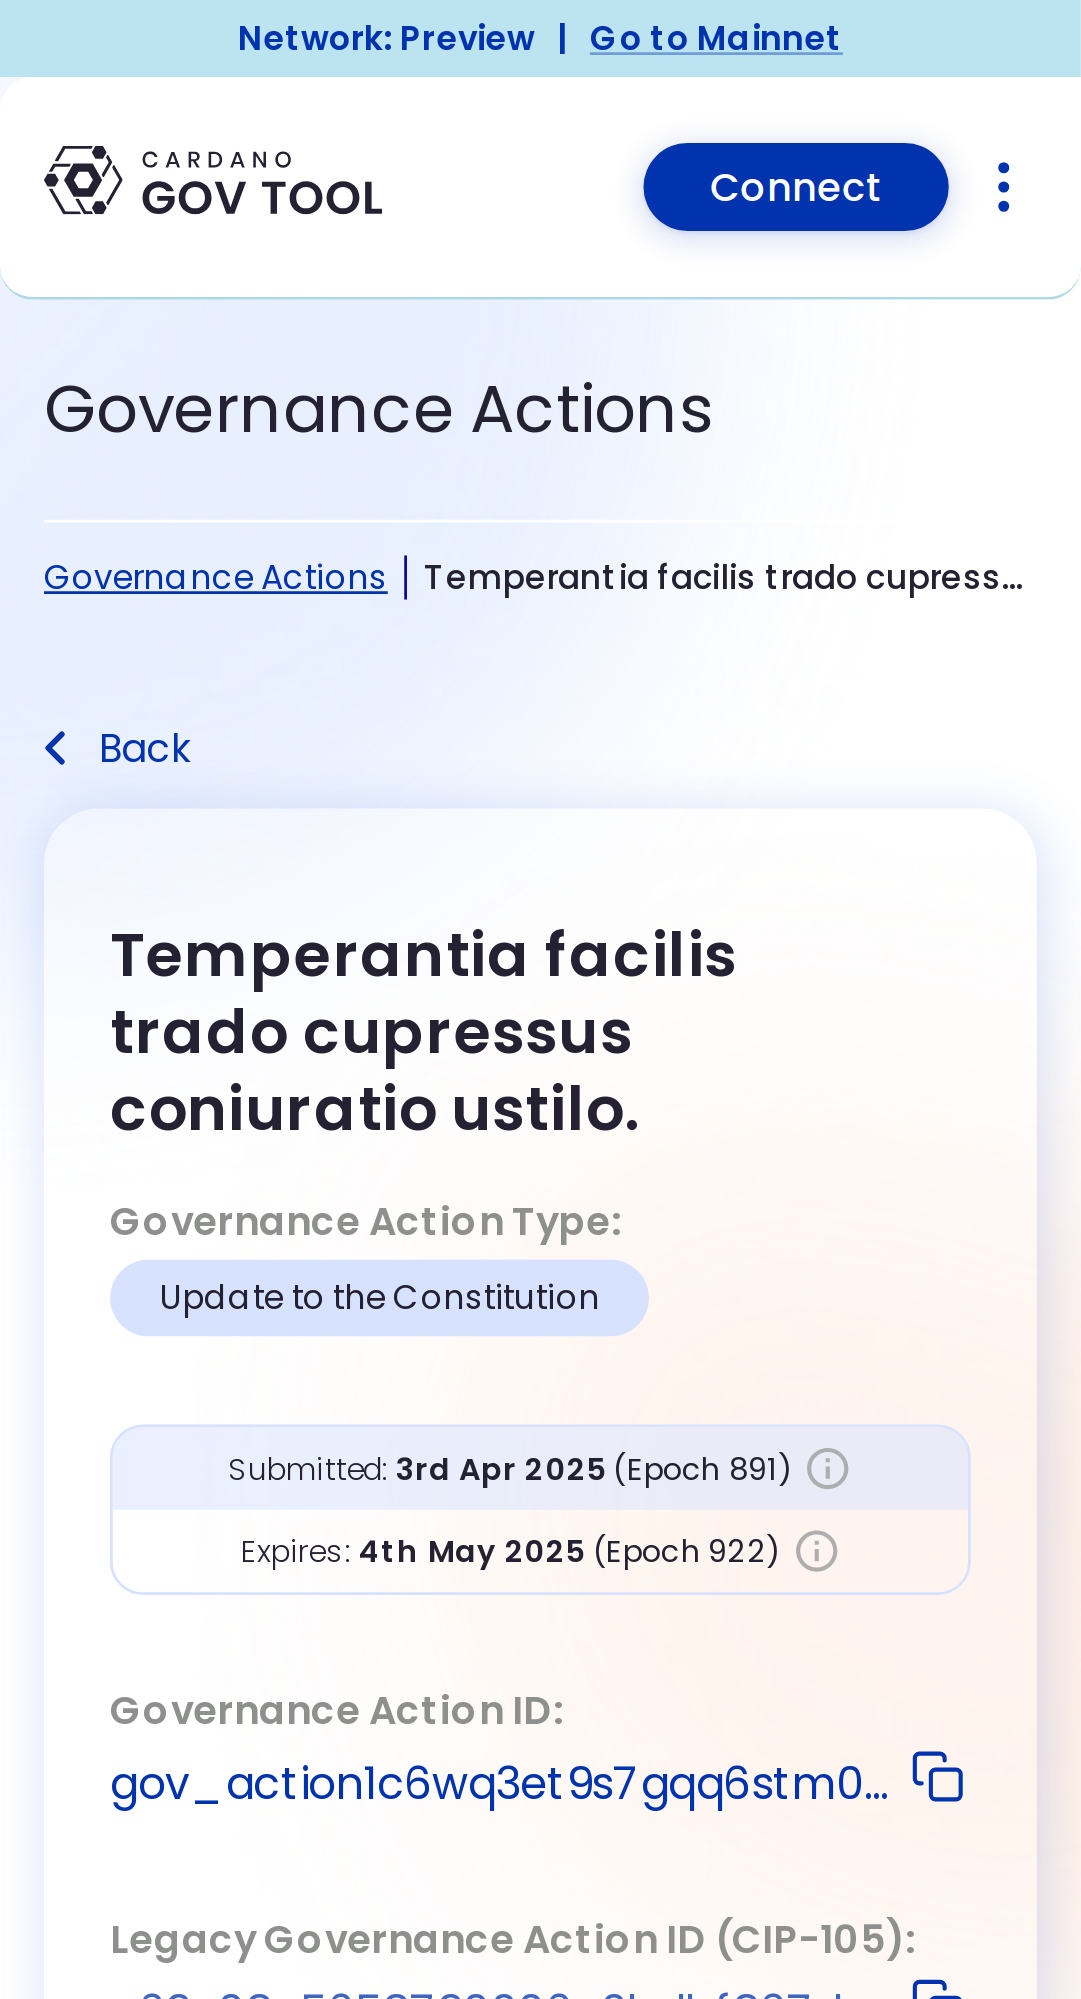 Network: Preview | Go to Mainnet
CARDANO
GOV TOOL
Connect
Governance Actions
Governance Actions | Temperantia facilis trado cupress...
Back
Temperantia facilis
trado cupressus
coniuratio ustilo.
Governance Action Type:
Update to the Constitution
Submitted: 3rd Apr 2025 (Epoch 891)
Expires: 4th May 2025 (Epoch 922)
Governance Action ID:
gov_action1c6wq3et9s7gqq6stm0...
Legacy Governance Action ID (CIP-105):